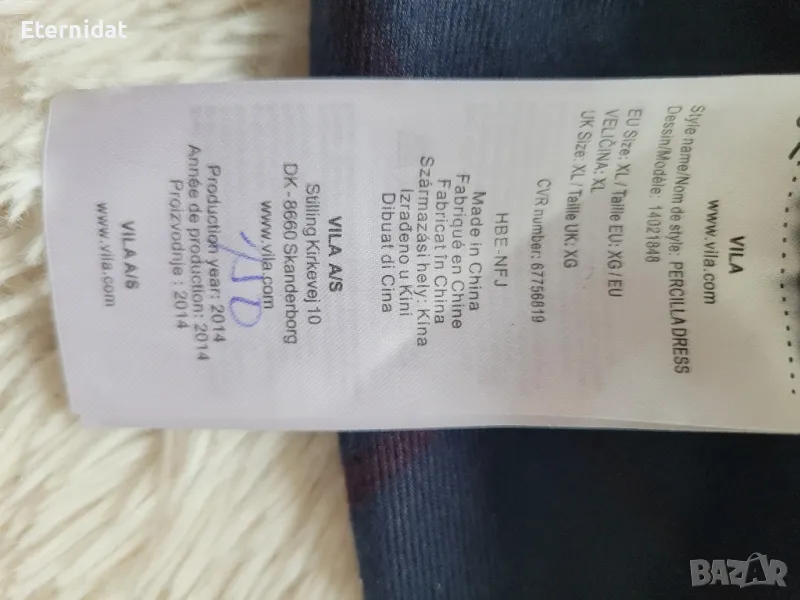 Eternidat
VILA
www.vila.com
Style name/Nom de style: PERCILLA DRESS
Dessin/Modèle: 14021848
EU Size: XL / Taille EU: XG / EU
VELIČINA: XL
UK Size: XL / Taille UK: XG
CVR number: 67756819
HBE-NFJ
Made in China
Fabriqué en Chine
Fabricat în China
Származási hely: Kína
Izrađeno u Kini
Dibuat di Cina
VILA A/S
Stilling Kirkevej 10
DK - 8660 Skanderborg
www.vila.com
Production year: 2014
Année de production: 2014
Proizvodnje : 2014
VILA A/S
www.vila.com
BAZAR